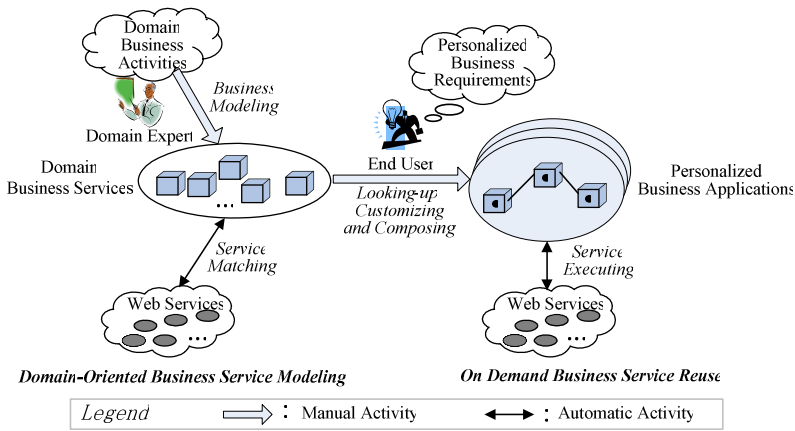 Domain
Business
Activities
Business
Modeling
Domain Expert
Personalized
Business
Requirements
End User
Domain
Business Services
...
Looking-up
Customizing
and Composing
Personalized
Business Applications
Service
Matching
Service
Executing
Web Services
...
Web Services
...
Domain-Oriented Business Service Modeling
On Demand Business Service Reuse
Legend
: Manual Activity
: Automatic Activity